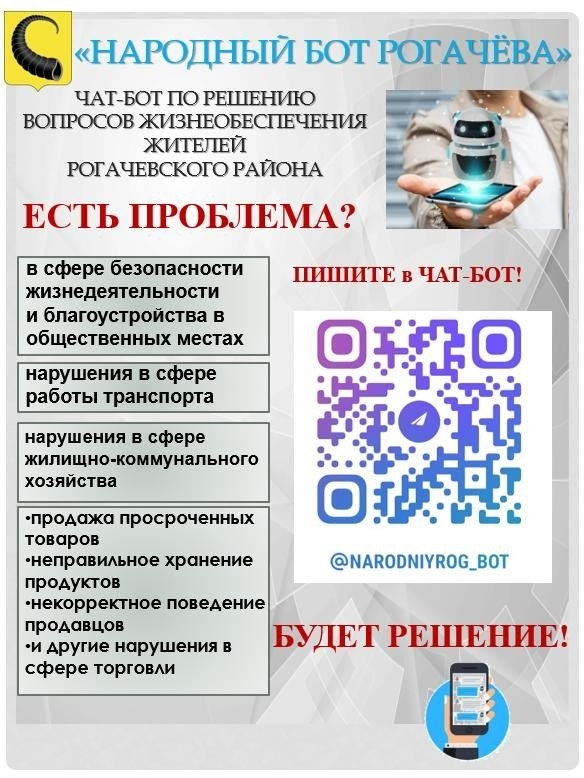 «НАРОДНЫЙ БОТ РОГАЧЁВА»
ЧАТ-БОТ ПО РЕШЕНИЮ
ВОПРОСОВ ЖИЗНЕОБЕСПЕЧЕНИЯ
ЖИТЕЛЕЙ
РОГАЧЕВСКОГО РАЙОНА
ЕСТЬ ПРОБЛЕМА?
в сфере безопасности
жизнедеятельности
и благоустройства в
общественных местах
нарушения в сфере
работы транспорта
нарушения в сфере
жилищно-коммунального
хозяйства
•продажа просроченных
товаров
•неправильное хранение
продуктов
•некорректное поведение
продавцов
•и другие нарушения в
сфере торговли
ПИШИТЕ в ЧАТ-БОТ!
@NARODNIYROG_BOT
БУДЕТ РЕШЕНИЕ!